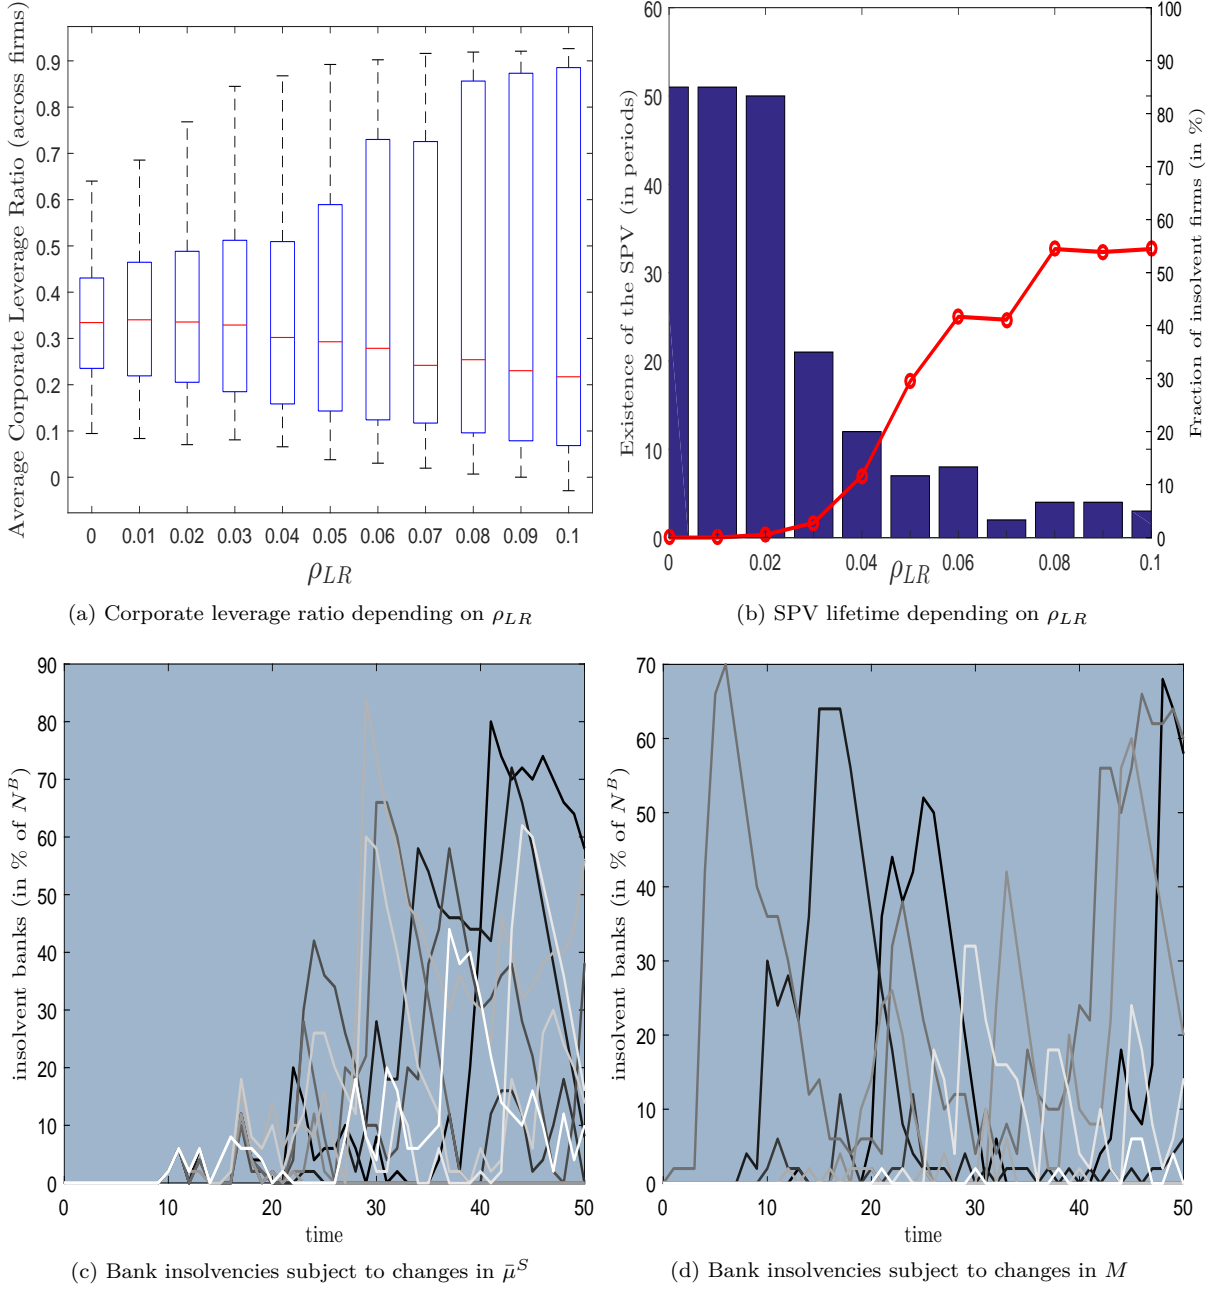 Average Corporate Leverage Ratio (across firms)
0.9
0.8
0.7
0.6
0.5
0.4
0.3
0.2
0.1
0
0 0.01 0.02 0.03 0.04 0.05 0.06 0.07 0.08 0.09 0.1
ρ_LR
(a) Corporate leverage ratio depending on ρ_LR
Existence of the SPV (in periods)
60
50
40
30
20
10
0
0 0.02 0.04 0.06 0.08 0.1
ρ_LR
100
90
80
70
60
50
40
30
20
10
0
Fraction of insolvent firms (in %)
(b) SPV lifetime depending on ρ_LR
insolvent banks (in % of N^B)
90
80
70
60
50
40
30
20
10
0
0 10 20 30 40 50
time
(c) Bank insolvencies subject to changes in μ̄^S
insolvent banks (in % of N^B)
70
60
50
40
30
20
10
0
0 10 20 30 40 50
time
(d) Bank insolvencies subject to changes in M